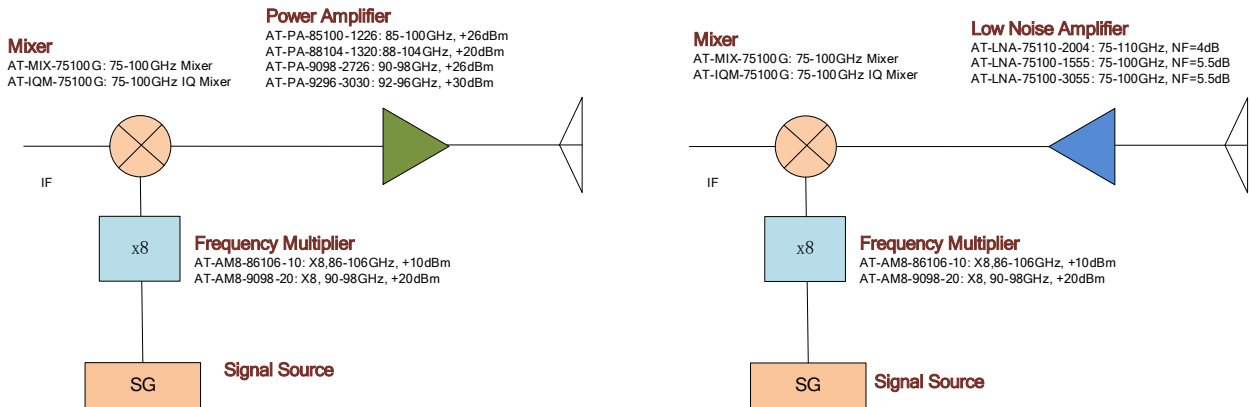 Power Amplifier
AT-PA-85100-1226: 85-100GHz, +26dBm
AT-PA-88104-1320: 88-104GHz, +20dBm
AT-PA-9098-2726: 90-98GHz, +26dBm
AT-PA-9296-3030: 92-96GHz, +30dBm
Mixer
AT-MIX-75100G: 75-100GHz Mixer
AT-IQM-75100G: 75-100GHz IQ Mixer
IF
x8
Frequency Multiplier
AT-AM8-86106-10: X8,86-106GHz, +10dBm
AT-AM8-9098-20: X8, 90-98GHz, +20dBm
SG
Signal Source
Mixer
AT-MIX-75100G: 75-100GHz Mixer
AT-IQM-75100G: 75-100GHz IQ Mixer
Low Noise Amplifier
AT-LNA-75110-2004: 75-110GHz, NF=4dB
AT-LNA-75100-1555: 75-100GHz, NF=5.5dB
AT-LNA-75100-3055: 75-100GHz, NF=5.5dB
IF
x8
Frequency Multiplier
AT-AM8-86106-10: X8,86-106GHz, +10dBm
AT-AM8-9098-20: X8, 90-98GHz, +20dBm
SG
Signal Source